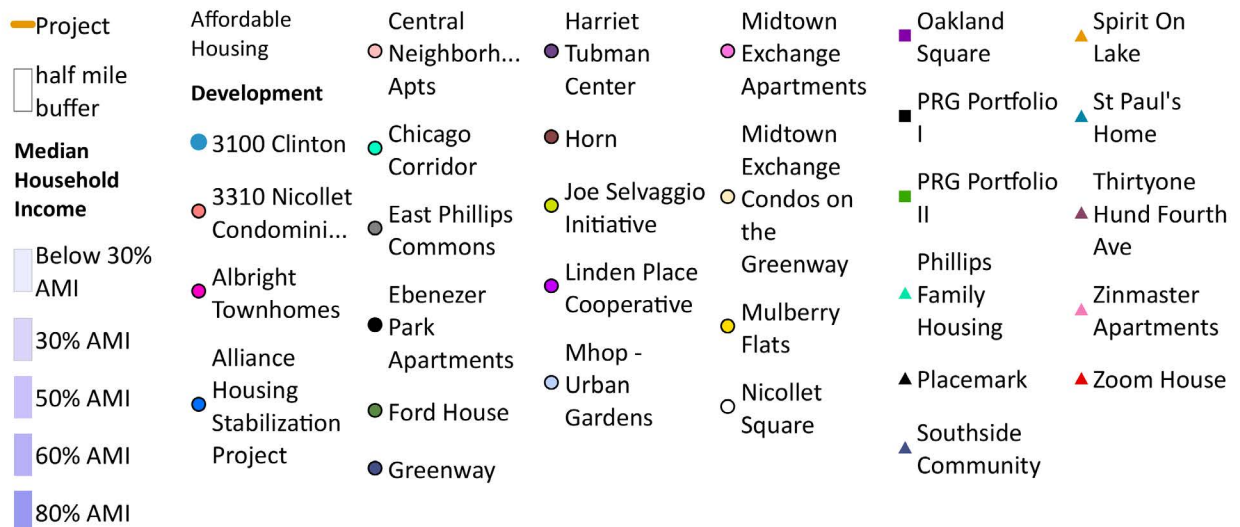 Project
half mile
buffer
Median
Household
Income
Below 30%
AMI
30% AMI
50% AMI
60% AMI
80% AMI
Affordable
Housing
Development
3100 Clinton
3310 Nicollet
Condomini...
Albright
Townhomes
Alliance
Housing
Stabilization
Project
Central
Neighborh...
Apts
Chicago
Corridor
East Phillips
Commons
Ebenezer
Park
Apartments
Ford House
Greenway
Harriet
Tubman
Center
Horn
Joe Selvaggio
Initiative
Linden Place
Cooperative
Mhop -
Urban
Gardens
Midtown
Exchange
Apartments
Midtown
Exchange
Condos on
the
Greenway
Mulberry
Flats
Nicollet
Square
Oakland
Square
PRG Portfolio
I
PRG Portfolio
II
Phillips
Family
Housing
Placemark
Southside
Community
Spirit On
Lake
St Paul's
Home
Thirtyone
Hund Fourth
Ave
Zinmaster
Apartments
Zoom House